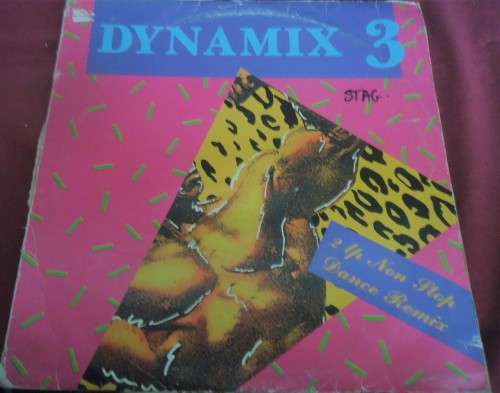 DYNAMIX 3
STAG
2 Lp Non Stop
Dance Remix